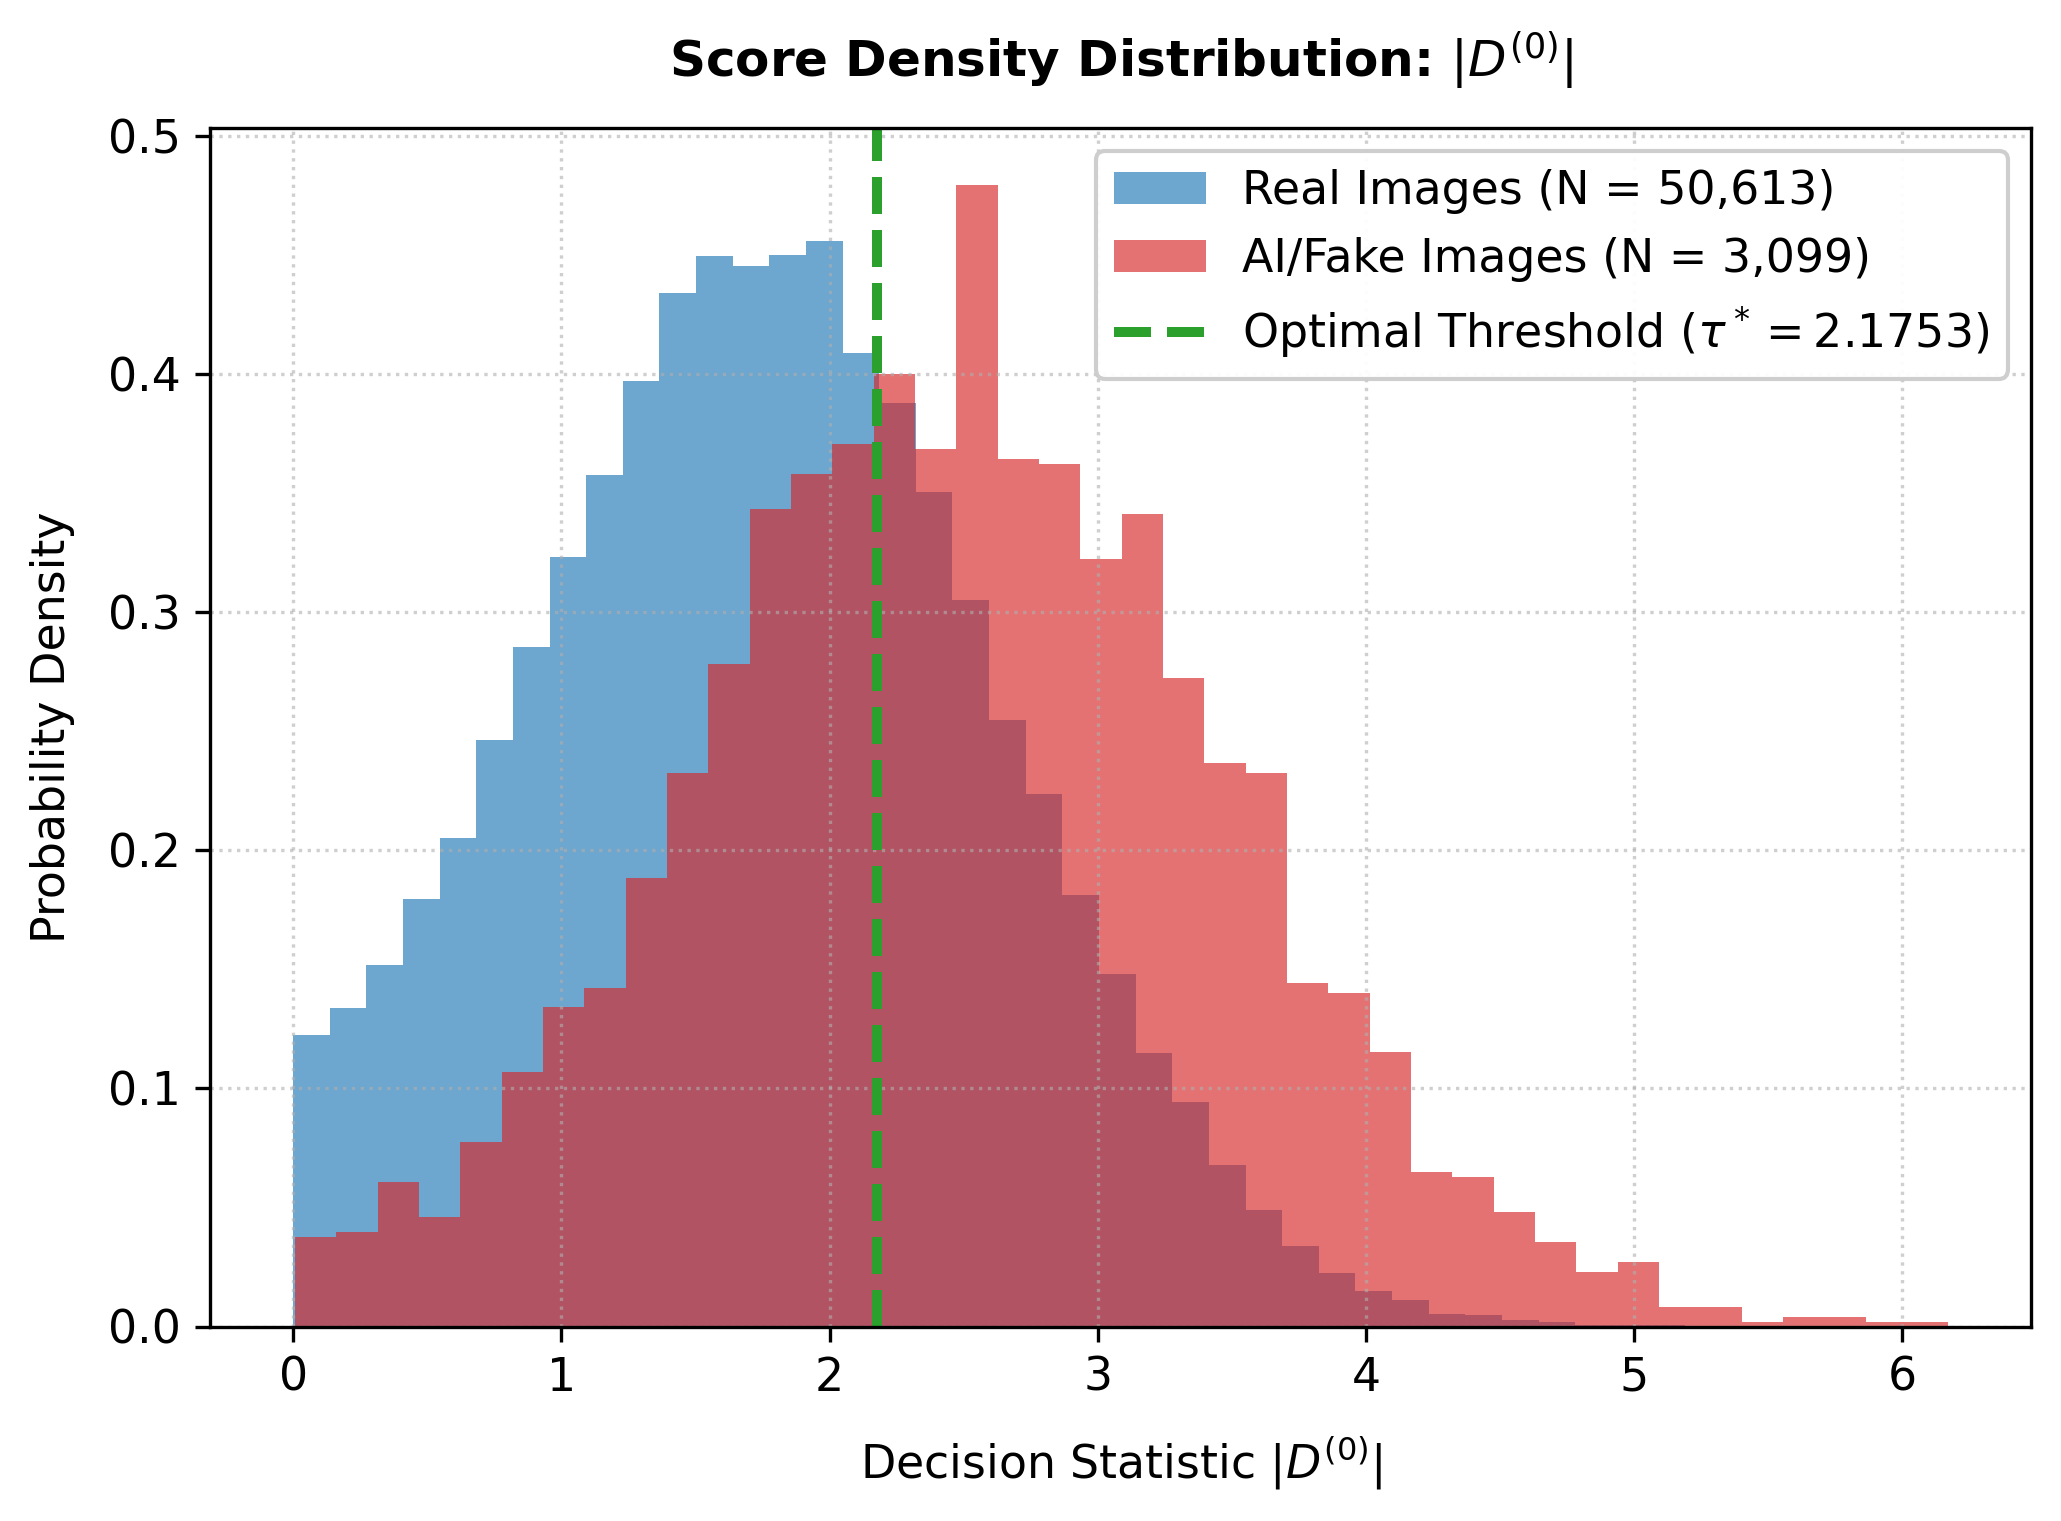 Score Density Distribution: |D^(0)|
Real Images (N = 50,613)
AI/Fake Images (N = 3,099)
Optimal Threshold (τ* = 2.1753)
Probability Density
0.5
0.4
0.3
0.2
0.1
0.0
0 1 2 3 4 5 6
Decision Statistic |D^(0)|